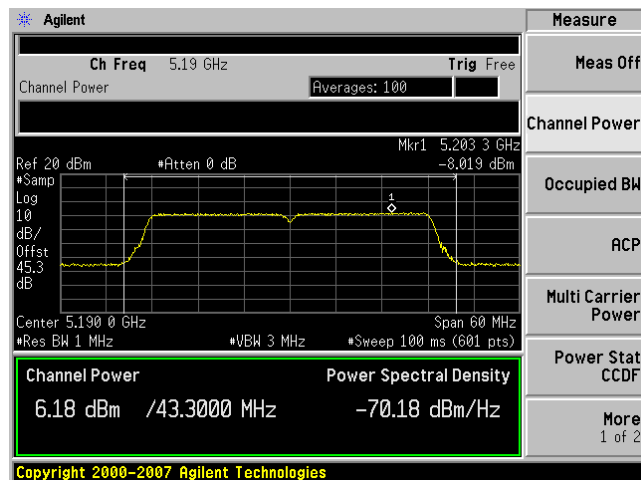 Agilent
Measure
Ch Freq 5.19 GHz Trig Free
Channel Power Averages: 100
Mkr1 5.203 3 GHz
Ref 20 dBm #Atten 0 dB -8.019 dBm
#Samp
Log
10
dB/
Offst
45.3
dB
1
Center 5.190 0 GHz Span 60 MHz
#Res BW 1 MHz #VBW 3 MHz #Sweep 100 ms (601 pts)
Channel Power Power Spectral Density
6.18 dBm /43.3000 MHz -70.18 dBm/Hz
Meas Off
Channel Power
Occupied BW
ACP
Multi Carrier
Power
Power Stat
CCDF
More
1 of 2
Copyright 2000-2007 Agilent Technologies